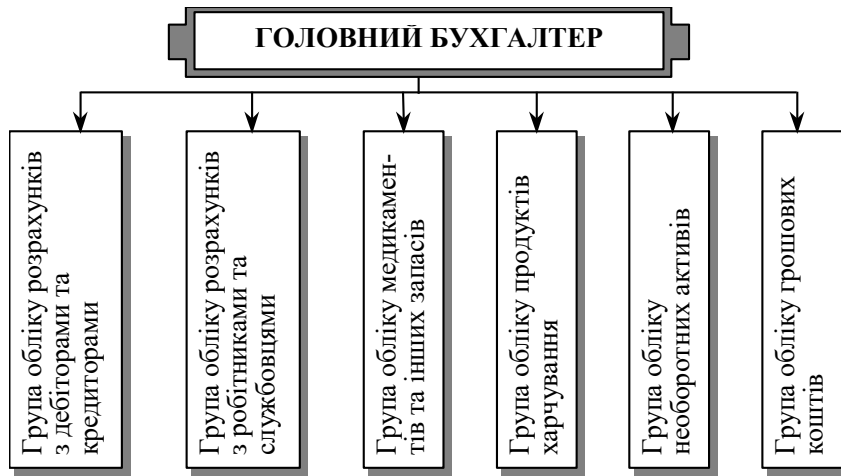 ГОЛОВНИЙ БУХГАЛТЕР
Група обліку розрахунків
з дебіторами та
кредиторами
Група обліку розрахунків
з робітниками та
службовцями
Група обліку медикамен-
тів та інших запасів
Група обліку продуктів
харчування
Група обліку
необоротних активів
Група обліку грошових
коштів